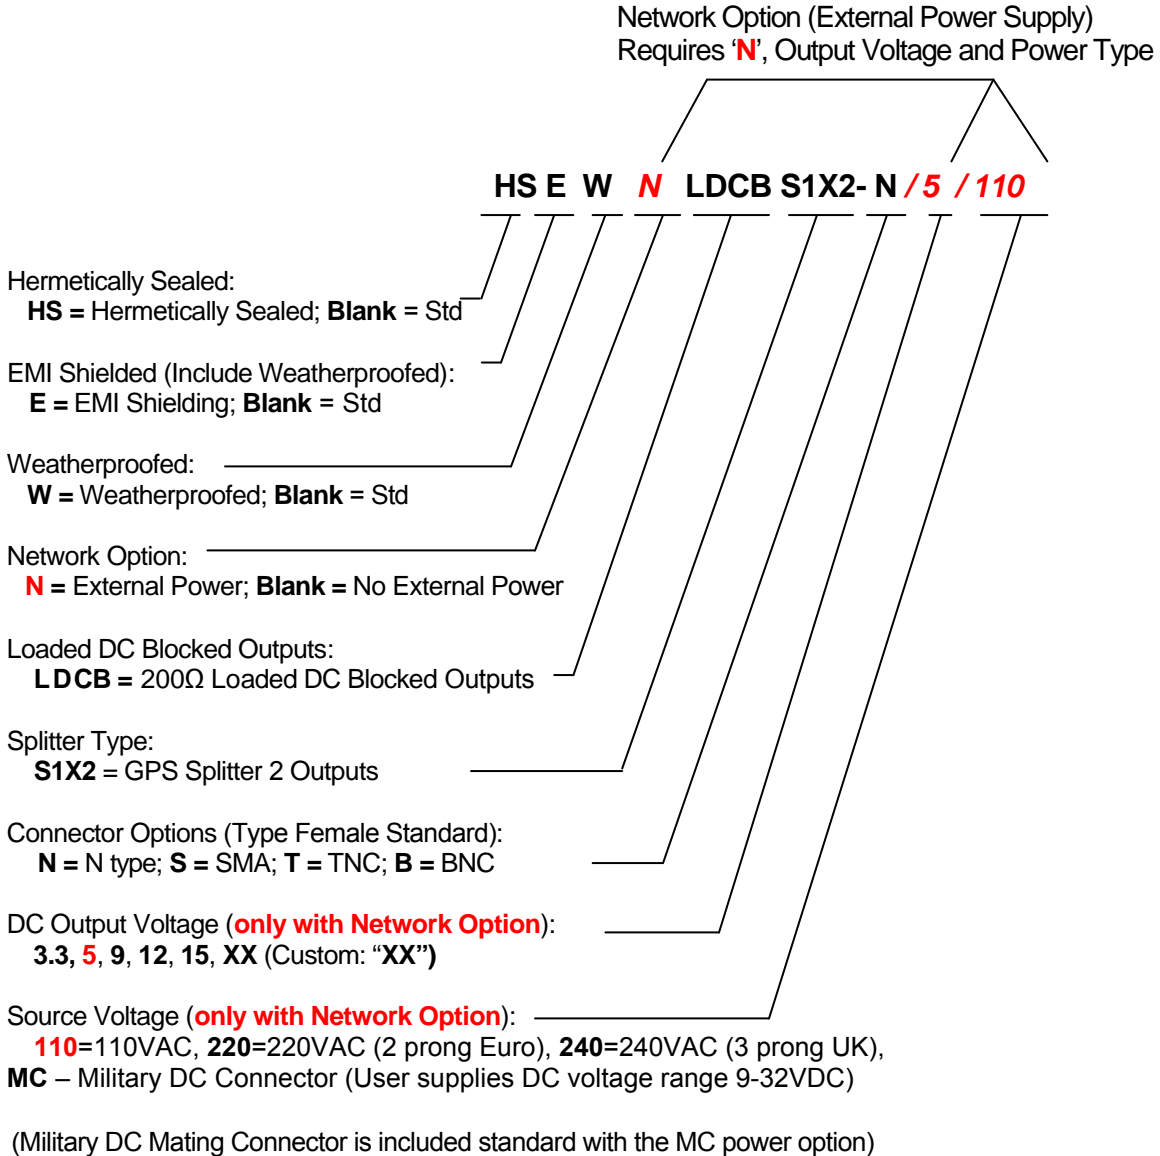 Network Option (External Power Supply)
Requires ‘N’, Output Voltage and Power Type
HS E W N LDCB S1X2- N / 5 / 110
Hermetically Sealed:
HS = Hermetically Sealed; Blank = Std
EMI Shielded (Include Weatherproofed):
E = EMI Shielding; Blank = Std
Weatherproofed:
W = Weatherproofed; Blank = Std
Network Option:
N = External Power; Blank = No External Power
Loaded DC Blocked Outputs:
LDCB = 200Ω Loaded DC Blocked Outputs
Splitter Type:
S1X2 = GPS Splitter 2 Outputs
Connector Options (Type Female Standard):
N = N type; S = SMA; T = TNC; B = BNC
DC Output Voltage (only with Network Option):
3.3, 5, 9, 12, 15, XX (Custom: “XX”)
Source Voltage (only with Network Option):
110=110VAC, 220=220VAC (2 prong Euro), 240=240VAC (3 prong UK),
MC – Military DC Connector (User supplies DC voltage range 9-32VDC)
(Military DC Mating Connector is included standard with the MC power option)